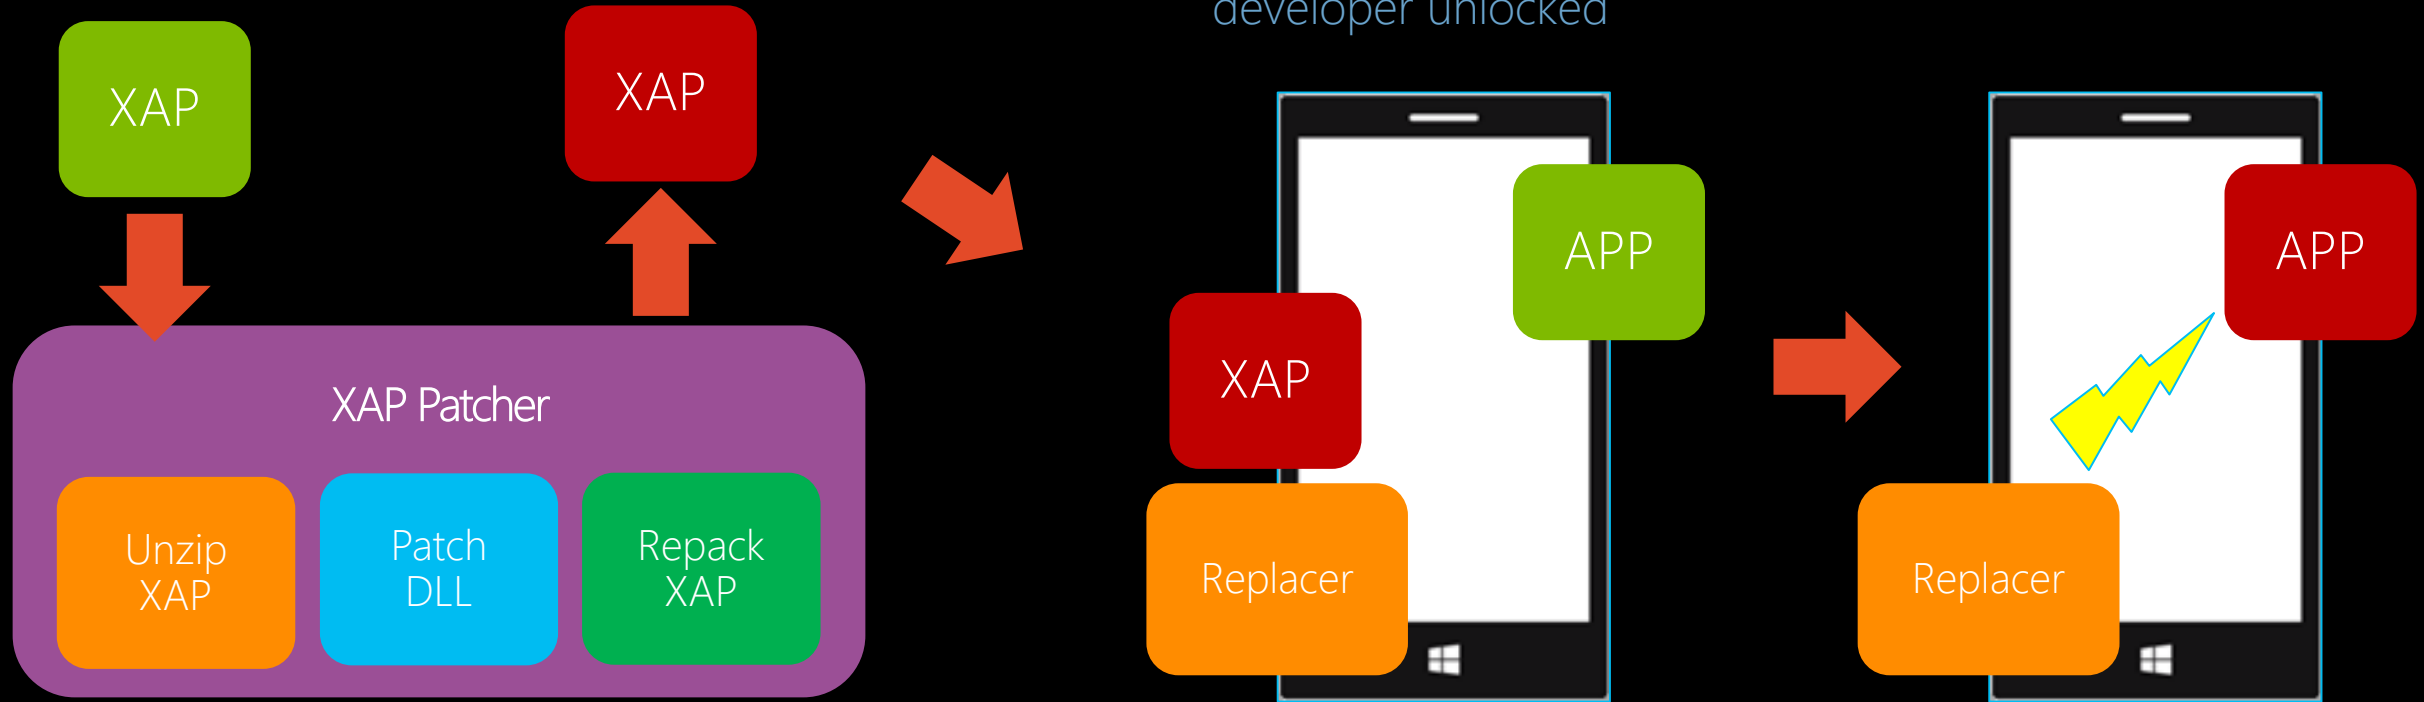 developer unlocked
XAP
XAP
XAP Patcher
Unzip
XAP
Patch
DLL
Repack
XAP
APP
XAP
Replacer
APP
Replacer